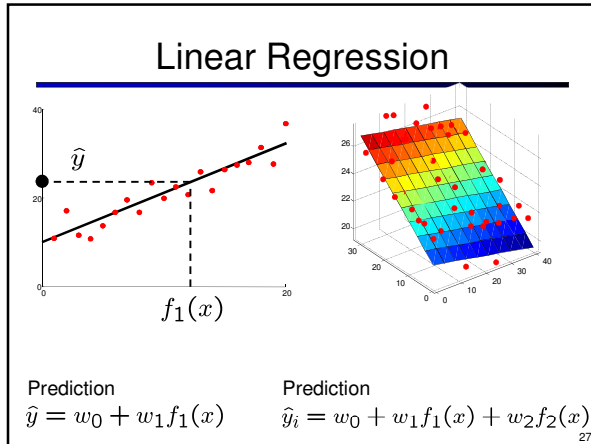 Linear Regression
40
20
0
0
20
ŷ
f₁(x)
26
24
22
20
30
20
10
0
0
10
20
30
40
Prediction
ŷ = w₀ + w₁f₁(x)
Prediction
ŷᵢ = w₀ + w₁f₁(x) + w₂f₂(x)
27